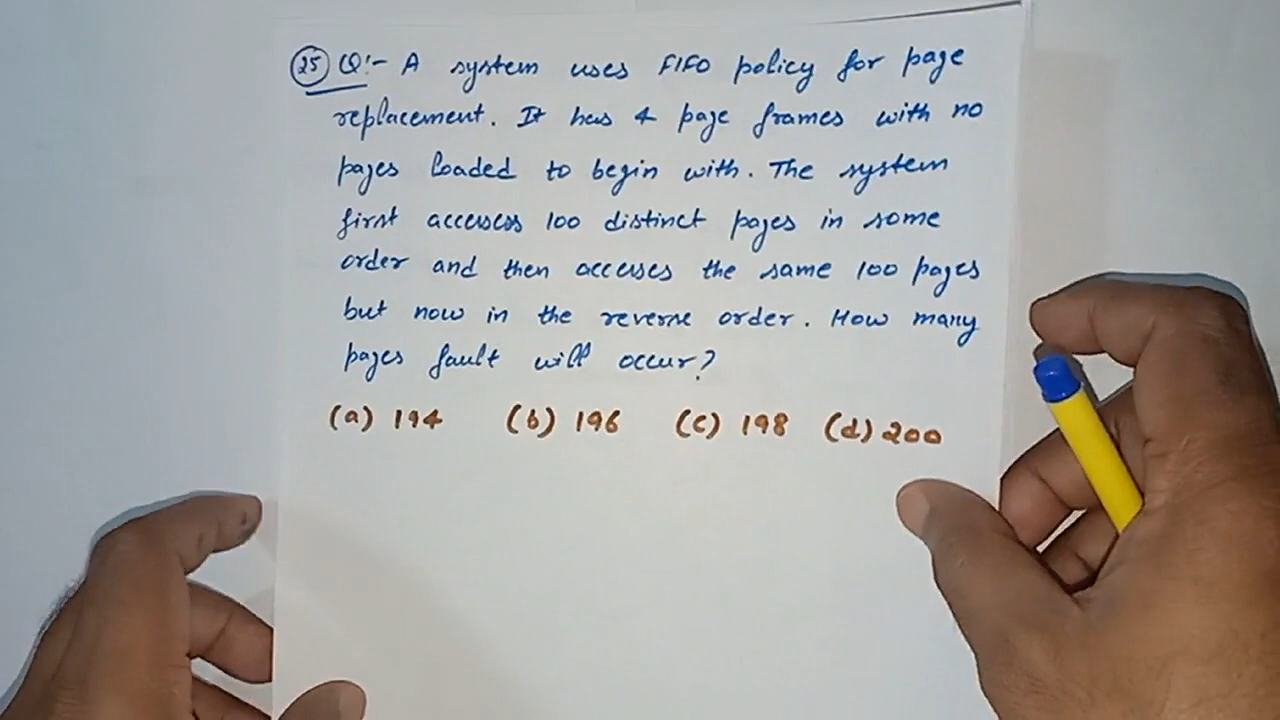 25 Q:- A system uses FIFO policy for page
replacement. It has 4 page frames with no
pages loaded to begin with. The system
first accesses 100 distinct pages in some
order and then accesses the same 100 pages
but now in the reverse order. How many
pages fault will occur?
(a) 194 (b) 196 (c) 198 (d) 200